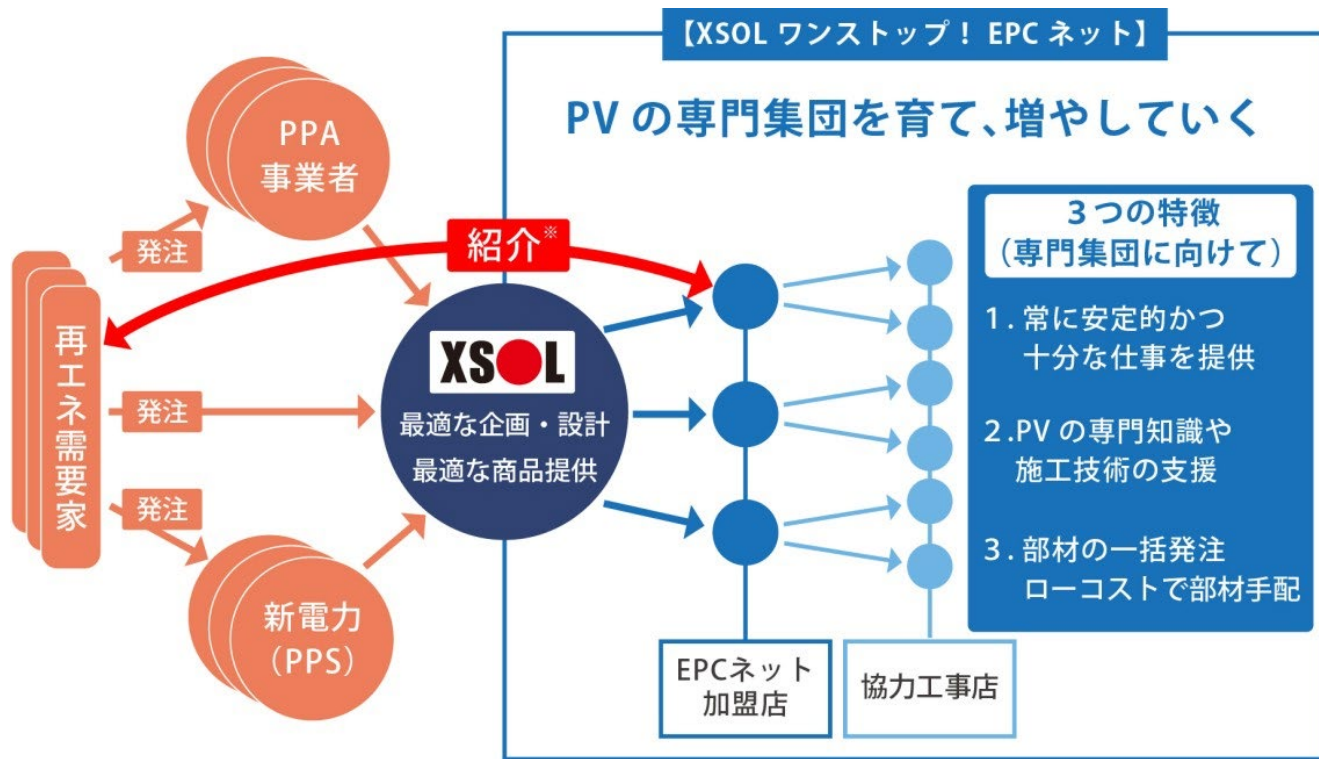 【XSOL ワンストップ！ EPC ネット】
PV の専門集団を育て、増やしていく
PPA
事業者
発注
紹介※
再エネ需要家
発注
XSOL
最適な企画・設計
最適な商品提供
発注
新電力
（PPS）
EPCネット
加盟店
協力工事店
３つの特徴
（専門集団に向けて）
１. 常に安定的かつ
十分な仕事を提供
２.PV の専門知識や
施工技術の支援
３. 部材の一括発注
ローコストで部材手配